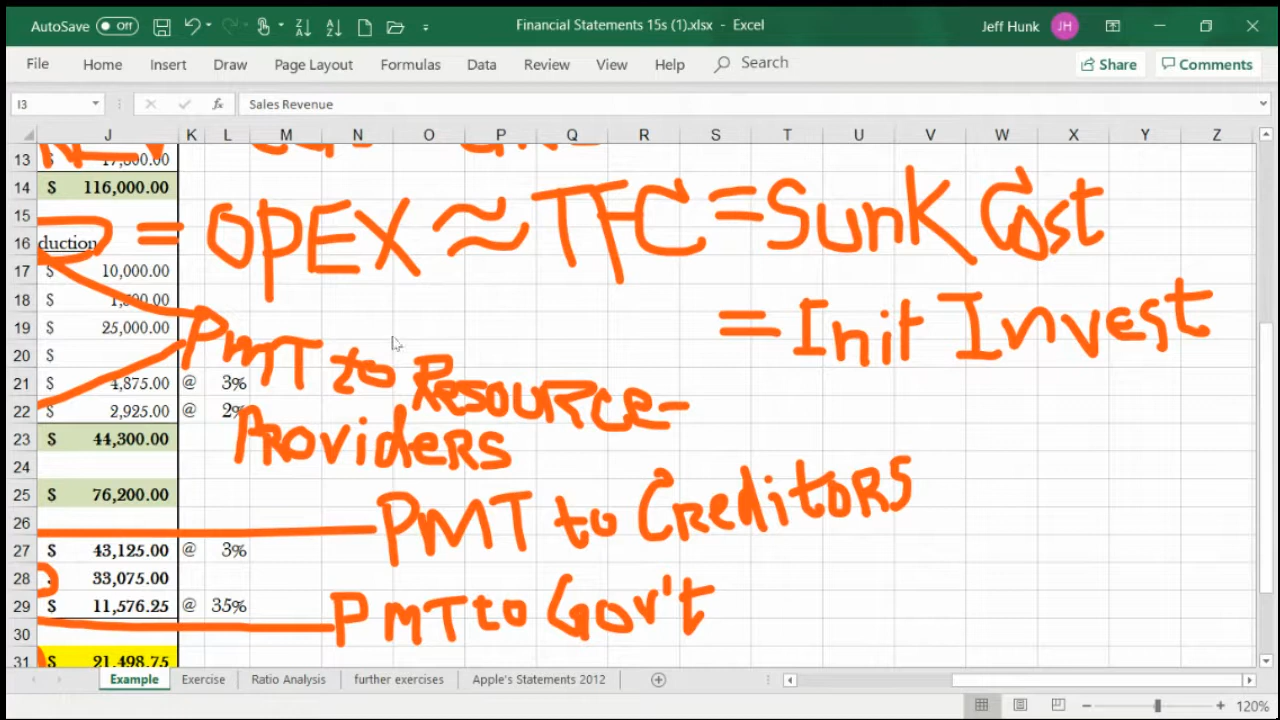 AutoSave Off Financial Statements 15s (1).xlsx - Excel Jeff Hunk JH
File Home Insert Draw Page Layout Formulas Data Review View Help Search Share Comments
I3 fx Sales Revenue
J K L M N O P Q R S T U V W X Y Z
13
14 $ 116,000.00
15
= OPEX ≈ TFC = Sunk Cost
16 duction
17 $ 10,000.00
18 $
= Init Invest
19 $ 25,000.00
PMT to Resource-
20 $
21 $ 4,875.00 @ 3%
22 $ 2,925.00 @ 2%
Providers
23 $ 44,300.00
24
25 $ 76,200.00
PMT to Creditors
26
27 $ 43,125.00 @ 3%
28 33,075.00
29 $ 11,576.25 @ 35%
PMT to Gov't
30
31 $ 21,498.75
Example Exercise Ratio Analysis further exercises Apple's Statements 2012
120%